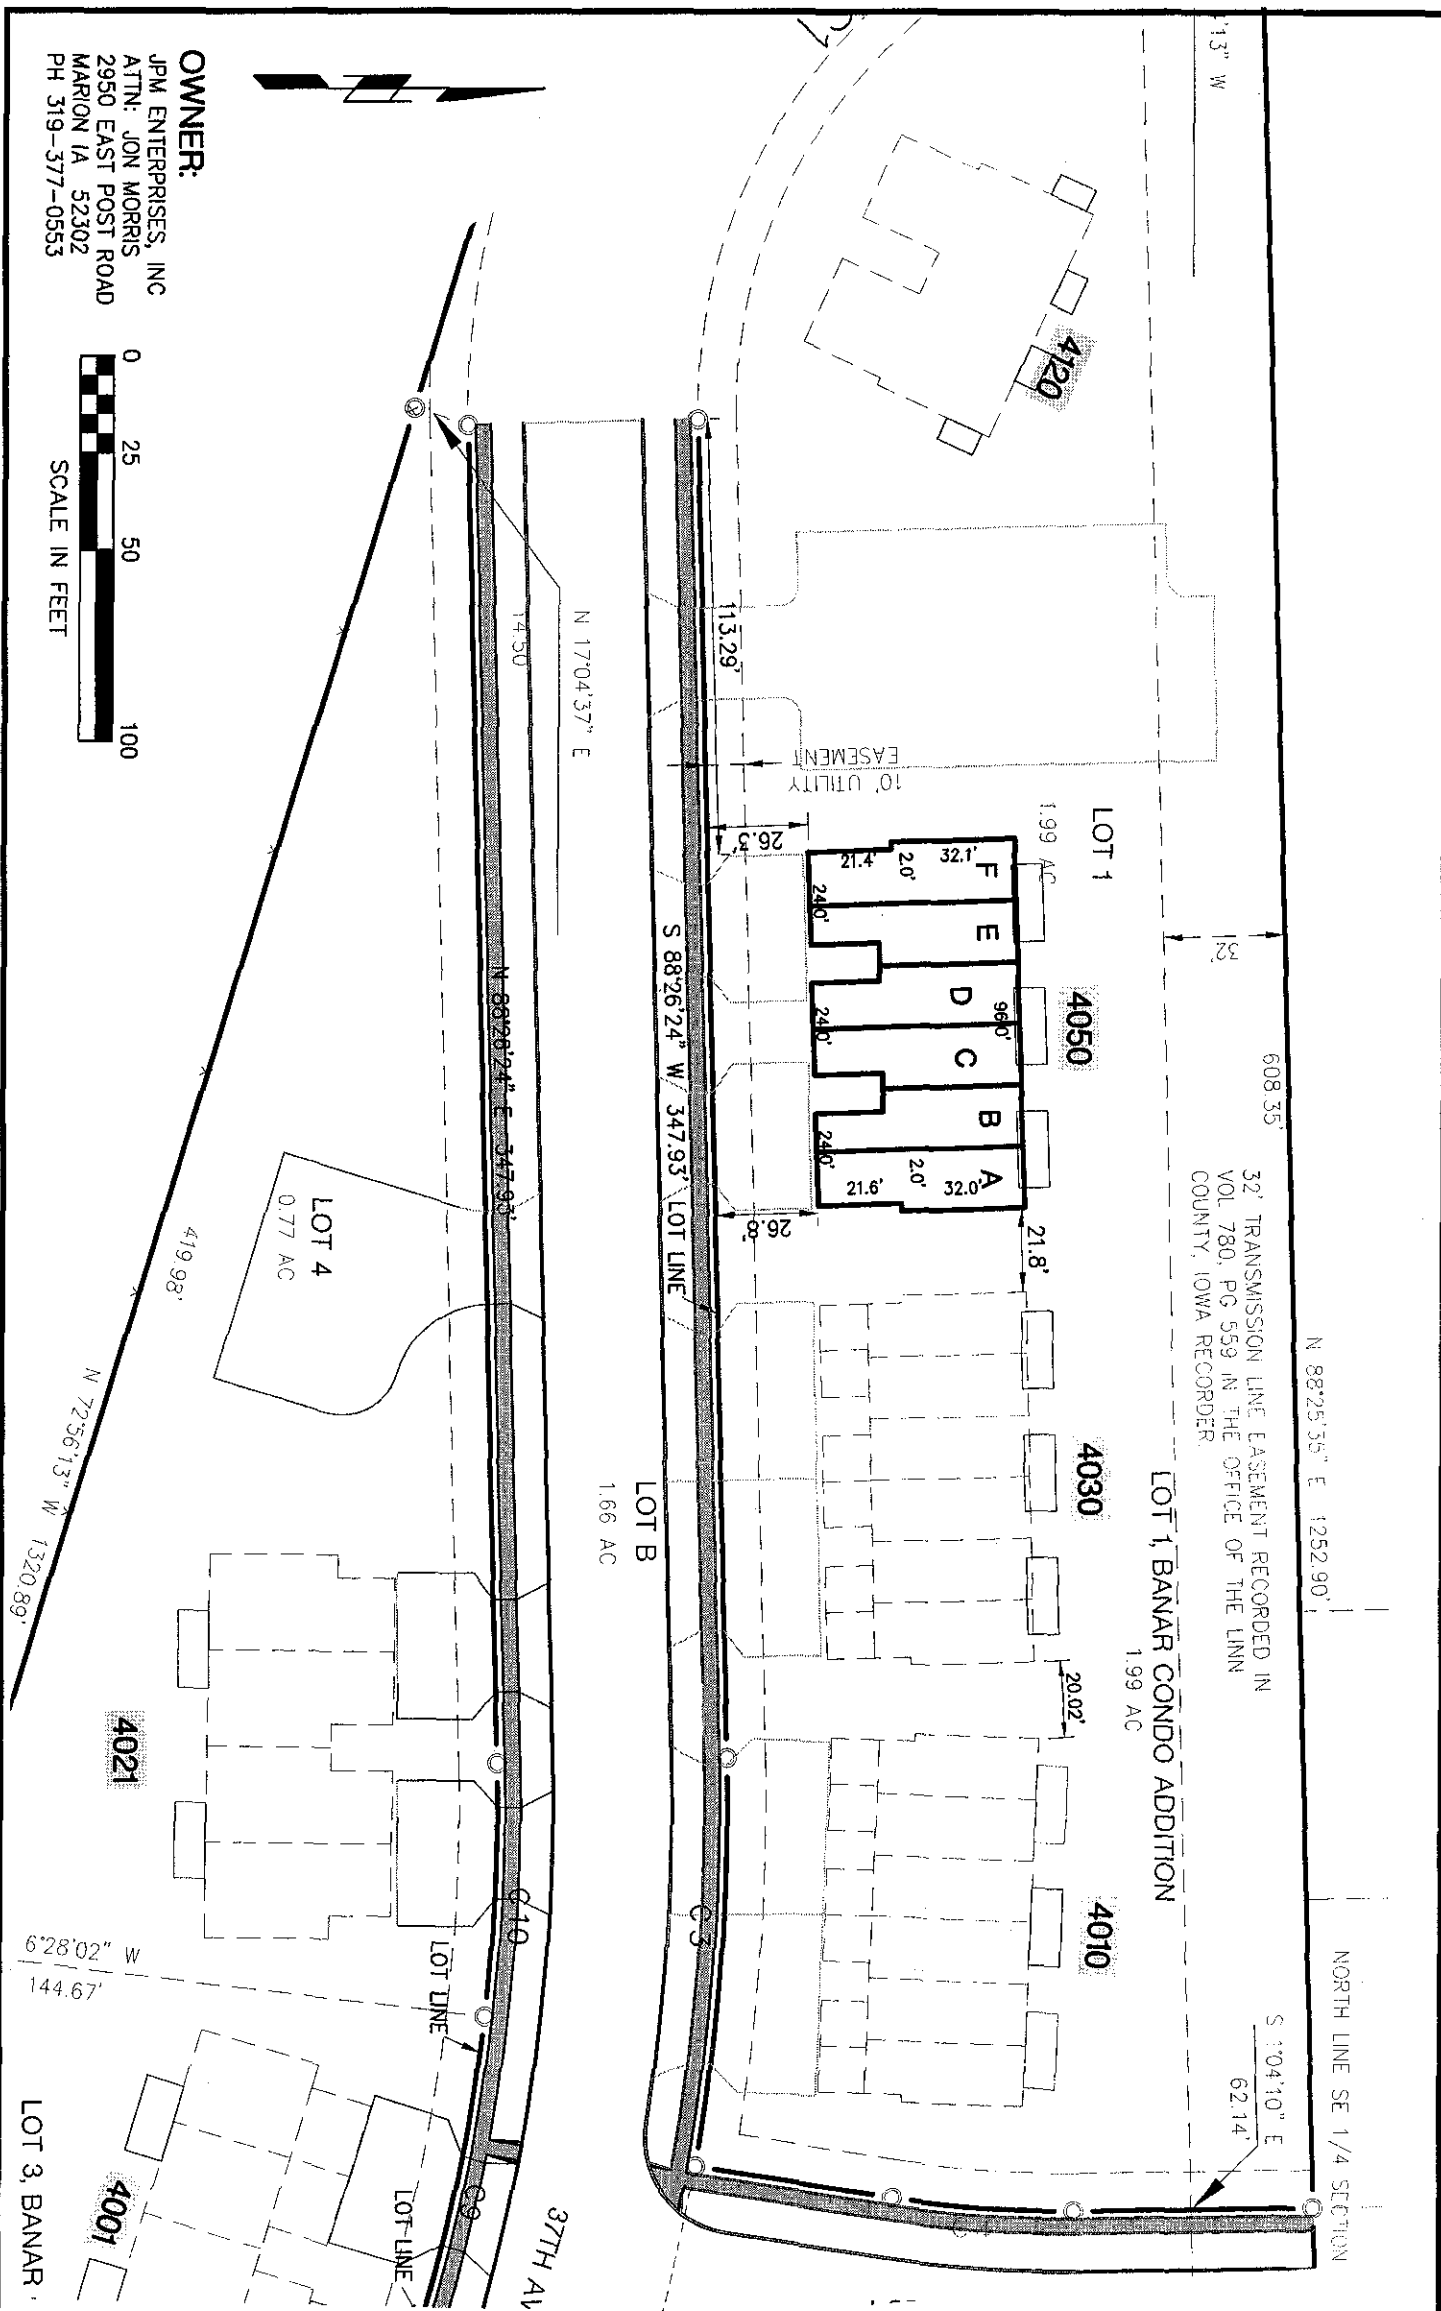 OWNER:
JPM ENTERPRISES, INC
ATTN: JON MORRIS
2950 EAST POST ROAD
MARION IA 52302
PH 319-377-0553
0 25 50 100
SCALE IN FEET
'13" W
4120
608.35'
N 88°25'35" E 1252.90'
NORTH LINE SE 1/4 SECTION
32' TRANSMISSION LINE EASEMENT RECORDED IN
VOL 780, PG 559 IN THE OFFICE OF THE LINN
COUNTY, IOWA RECORDER
32'
S 1°04'10" E
62.14'
LOT 1, BANAR CONDO ADDITION
1.99 AC
LOT 1
1.99 AC
4050
4030
4010
F
E
D
C
B
A
32.1'
2.0'
21.4'
24.0'
96.0'
24.0'
24.0'
32.0'
2.0'
21.6'
21.8'
20.02'
26.3'
26.8'
10' UTILITY
EASEMENT
113.29'
S 88°26'24" W 347.93'
LOT LINE
C 3
LOT B
1.66 AC
N 17°04'37" E
14.50
N 88°26'24" E 347.93'
C 10
C9
37TH AV
LOT 4
0.77 AC
419.98'
N 72°56'13" W 1320.89'
4021
6°28'02" W
144.67'
LOT LINE
LOT LINE
4001
LOT 3, BANAR